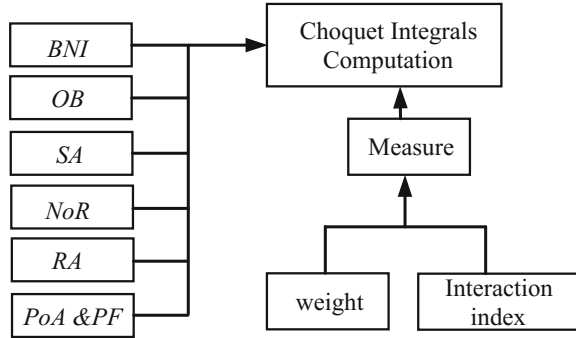 BNI
OB
SA
NoR
RA
PoA &PF
Choquet Integrals
Computation
Measure
weight
Interaction
index